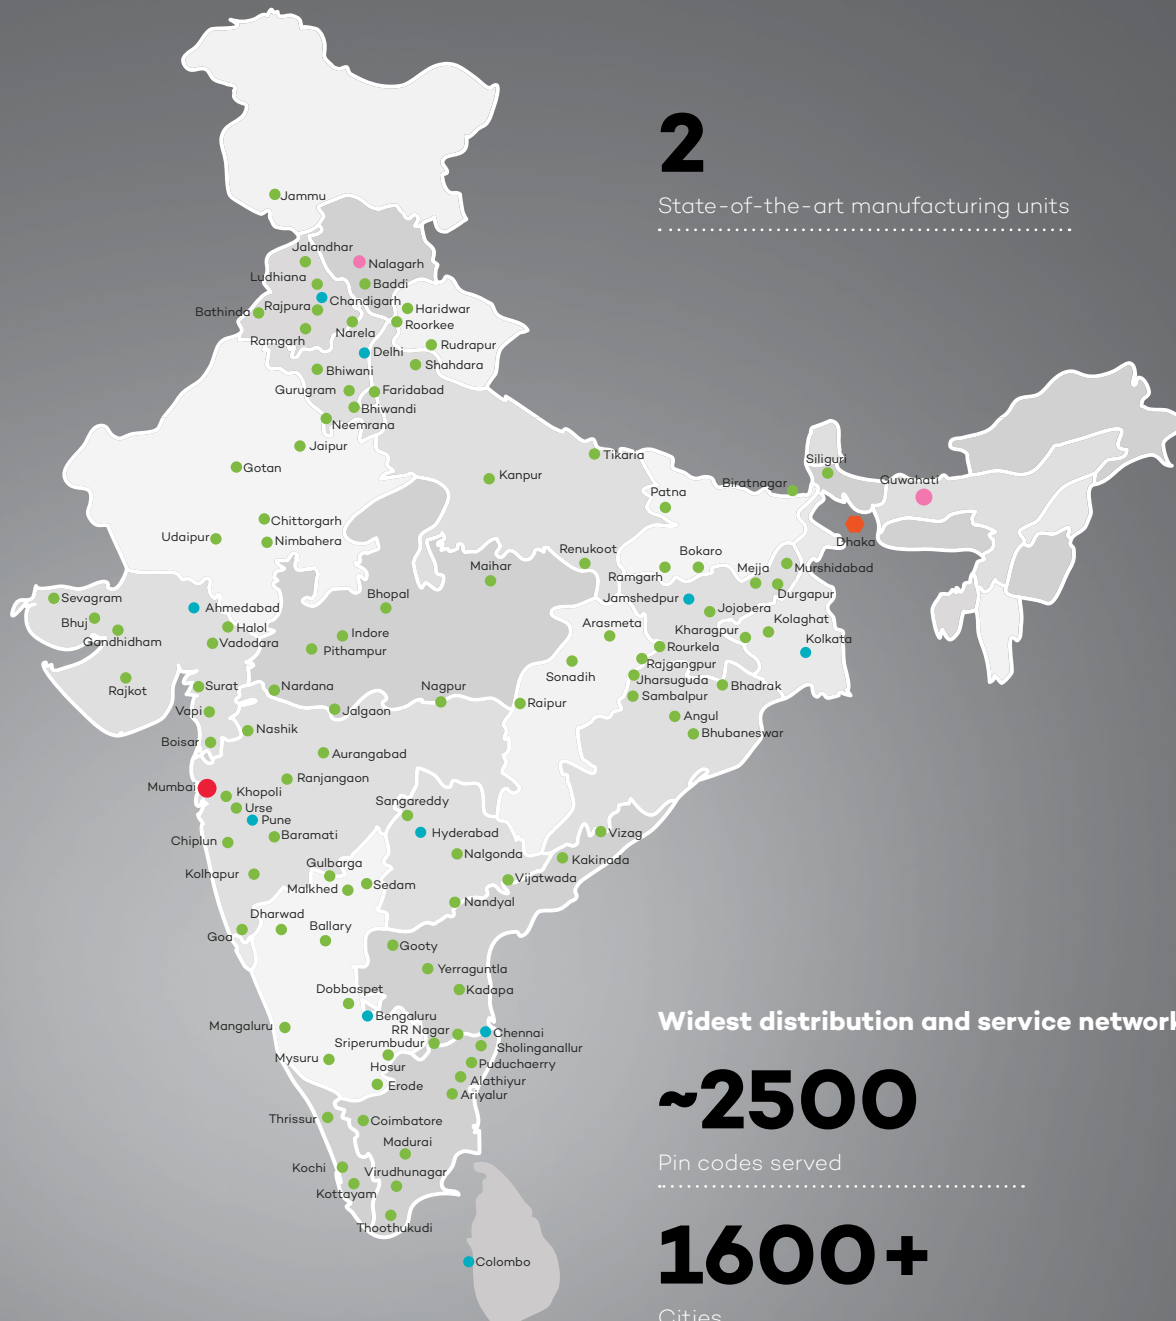 2
State-of-the-art manufacturing units
Jammu
Jalandhar
Nalagarh
Ludhiana
Baddi
Chandigarh
Rajpura
Bathinda
Haridwar
Roorkee
Narela
Ramgarh
Rudrapur
Delhi
Shahdara
Bhiwani
Gurugram
Faridabad
Bhiwandi
Neemrana
Jaipur
Tikaria
Siliguri
Gotan
Kanpur
Guwahati
Biratnagar
Patna
Chittorgarh
Udaipur
Nimbahera
Dhaka
Renukoot
Bokaro
Maihar
Mejja
Murshidabad
Ramgarh
Bhopal
Durgapur
Sevagram
Jamshedpur
Ahmedabad
Jojobera
Bhuj
Halol
Arasmeta
Kolaghat
Gandhidham
Vadodara
Indore
Kharagpur
Kolkata
Pithampur
Rourkela
Rajgangpur
Sonadih
Jharsuguda
Rajkot
Surat
Nardana
Nagpur
Bhadrak
Sambalpur
Vapi
Jalgaon
Raipur
Angul
Nashik
Bhubaneswar
Boisar
Aurangabad
Ranjangaon
Mumbai
Khopoli
Sangareddy
Urse
Pune
Hyderabad
Vizag
Chiplun
Baramati
Nalgonda
Kakinada
Gulbarga
Kolhapur
Malkhed
Sedam
Vijatwada
Nandyal
Dharwad
Ballary
Goa
Gooty
Yerraguntla
Dobbaspet
Kadapa
Bengaluru
Widest distribution and service network
Mangaluru
RR Nagar
Chennai
Sriperumbudur
Sholinganallur
Mysuru
Hosur
Puduchaerry
Alathiyur
Erode
Ariyalur
~2500
Thrissur
Coimbatore
Madurai
Pin codes served
Kochi
Virudhunagar
Kottayam
Thoothukudi
1600+
Colombo
Cities